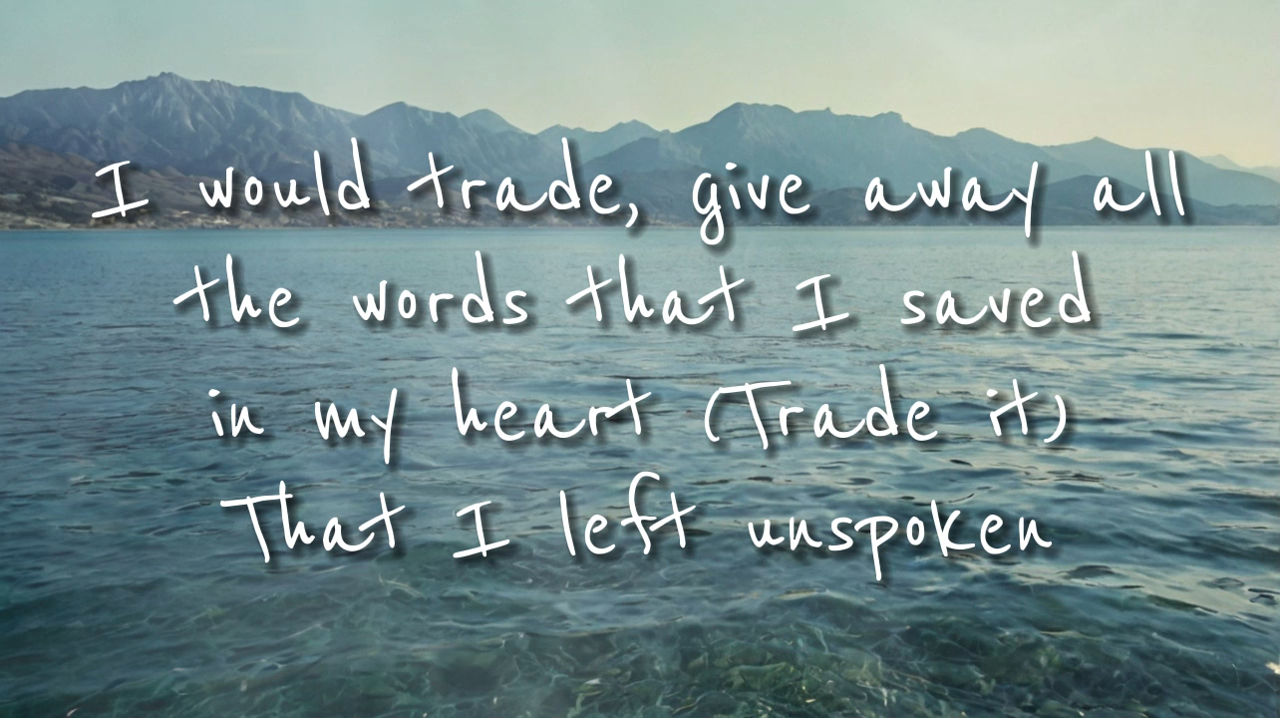 I would trade, give away all
the words that I saved
in my heart (Trade it)
That I left unspoken